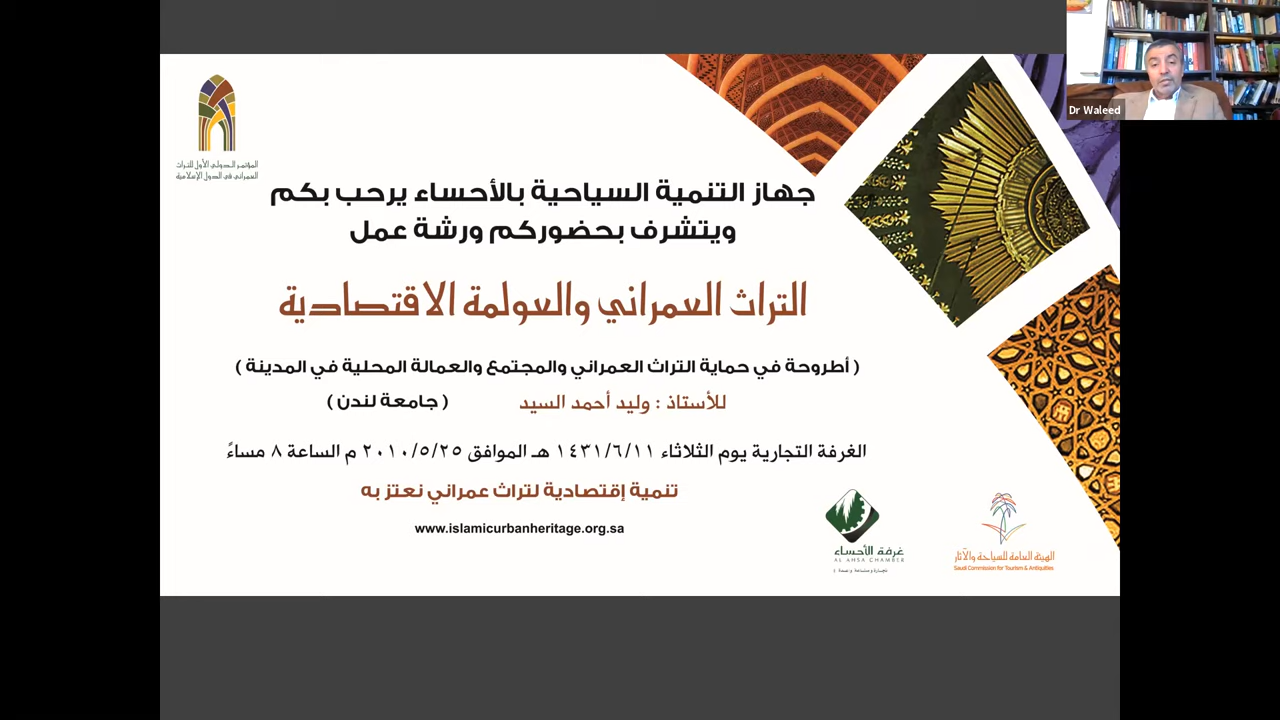 Dr Waleed
المؤتمر الدولي الأول للتراث
العمراني في الدول الإسلامية
جهاز التنمية السياحية بالأحساء يرحب بكم
ويتشرف بحضوركم ورشة عمل
التراث العمراني والعولمة الاقتصادية
( أطروحة في حماية التراث العمراني والمجتمع والعمالة المحلية في المدينة )
للأستاذ : وليد أحمد السيد ( جامعة لندن )
الغرفة التجارية يوم الثلاثاء ١٤٣١/٦/١١ هـ الموافق ٢٠١٠/٥/٢٥ م الساعة ٨ مساءً
تنمية إقتصادية لتراث عمراني نعتز به
www.islamicurbanheritage.org.sa
غرفة الأحساء
AL AHSA CHAMBER
الهيئة العامة للسياحة والآثار
Saudi Commission for Tourism & Antiquities